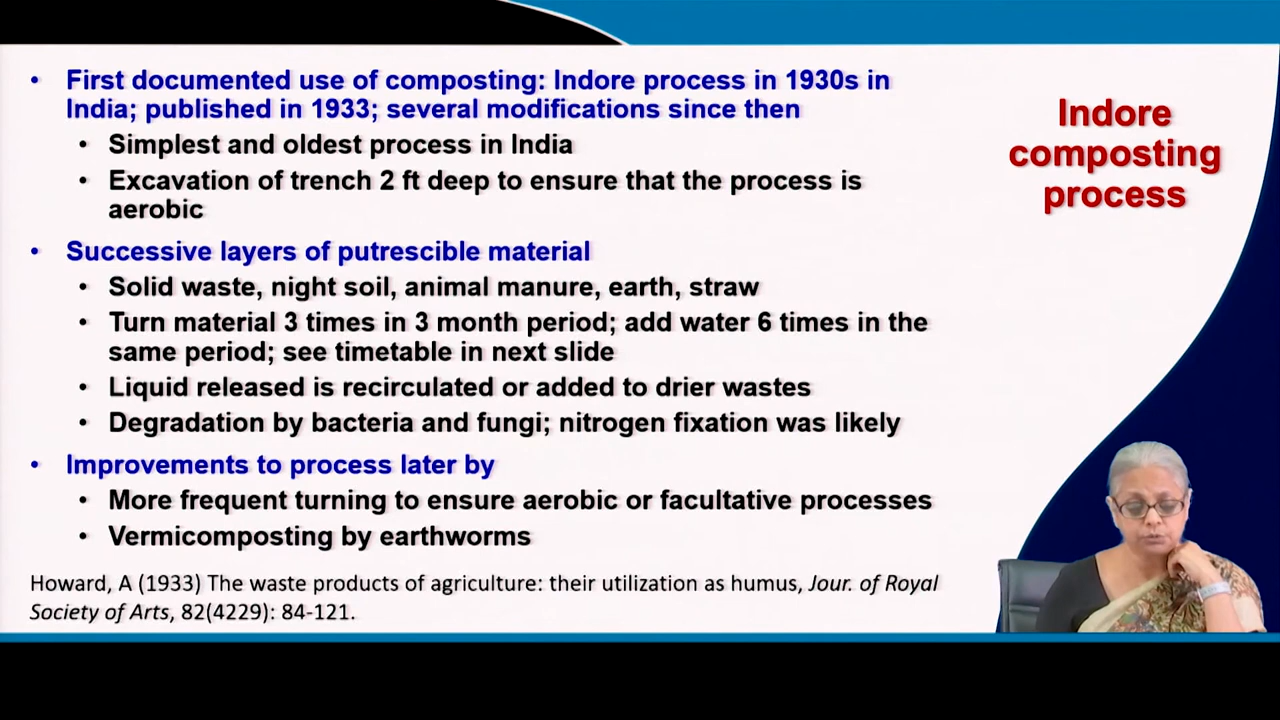 • First documented use of composting: Indore process in 1930s in
India; published in 1933; several modifications since then
• Simplest and oldest process in India
• Excavation of trench 2 ft deep to ensure that the process is
aerobic
• Successive layers of putrescible material
• Solid waste, night soil, animal manure, earth, straw
• Turn material 3 times in 3 month period; add water 6 times in the
same period; see timetable in next slide
• Liquid released is recirculated or added to drier wastes
• Degradation by bacteria and fungi; nitrogen fixation was likely
• Improvements to process later by
• More frequent turning to ensure aerobic or facultative processes
• Vermicomposting by earthworms
Howard, A (1933) The waste products of agriculture: their utilization as humus, Jour. of Royal
Society of Arts, 82(4229): 84-121.
Indore
composting
process